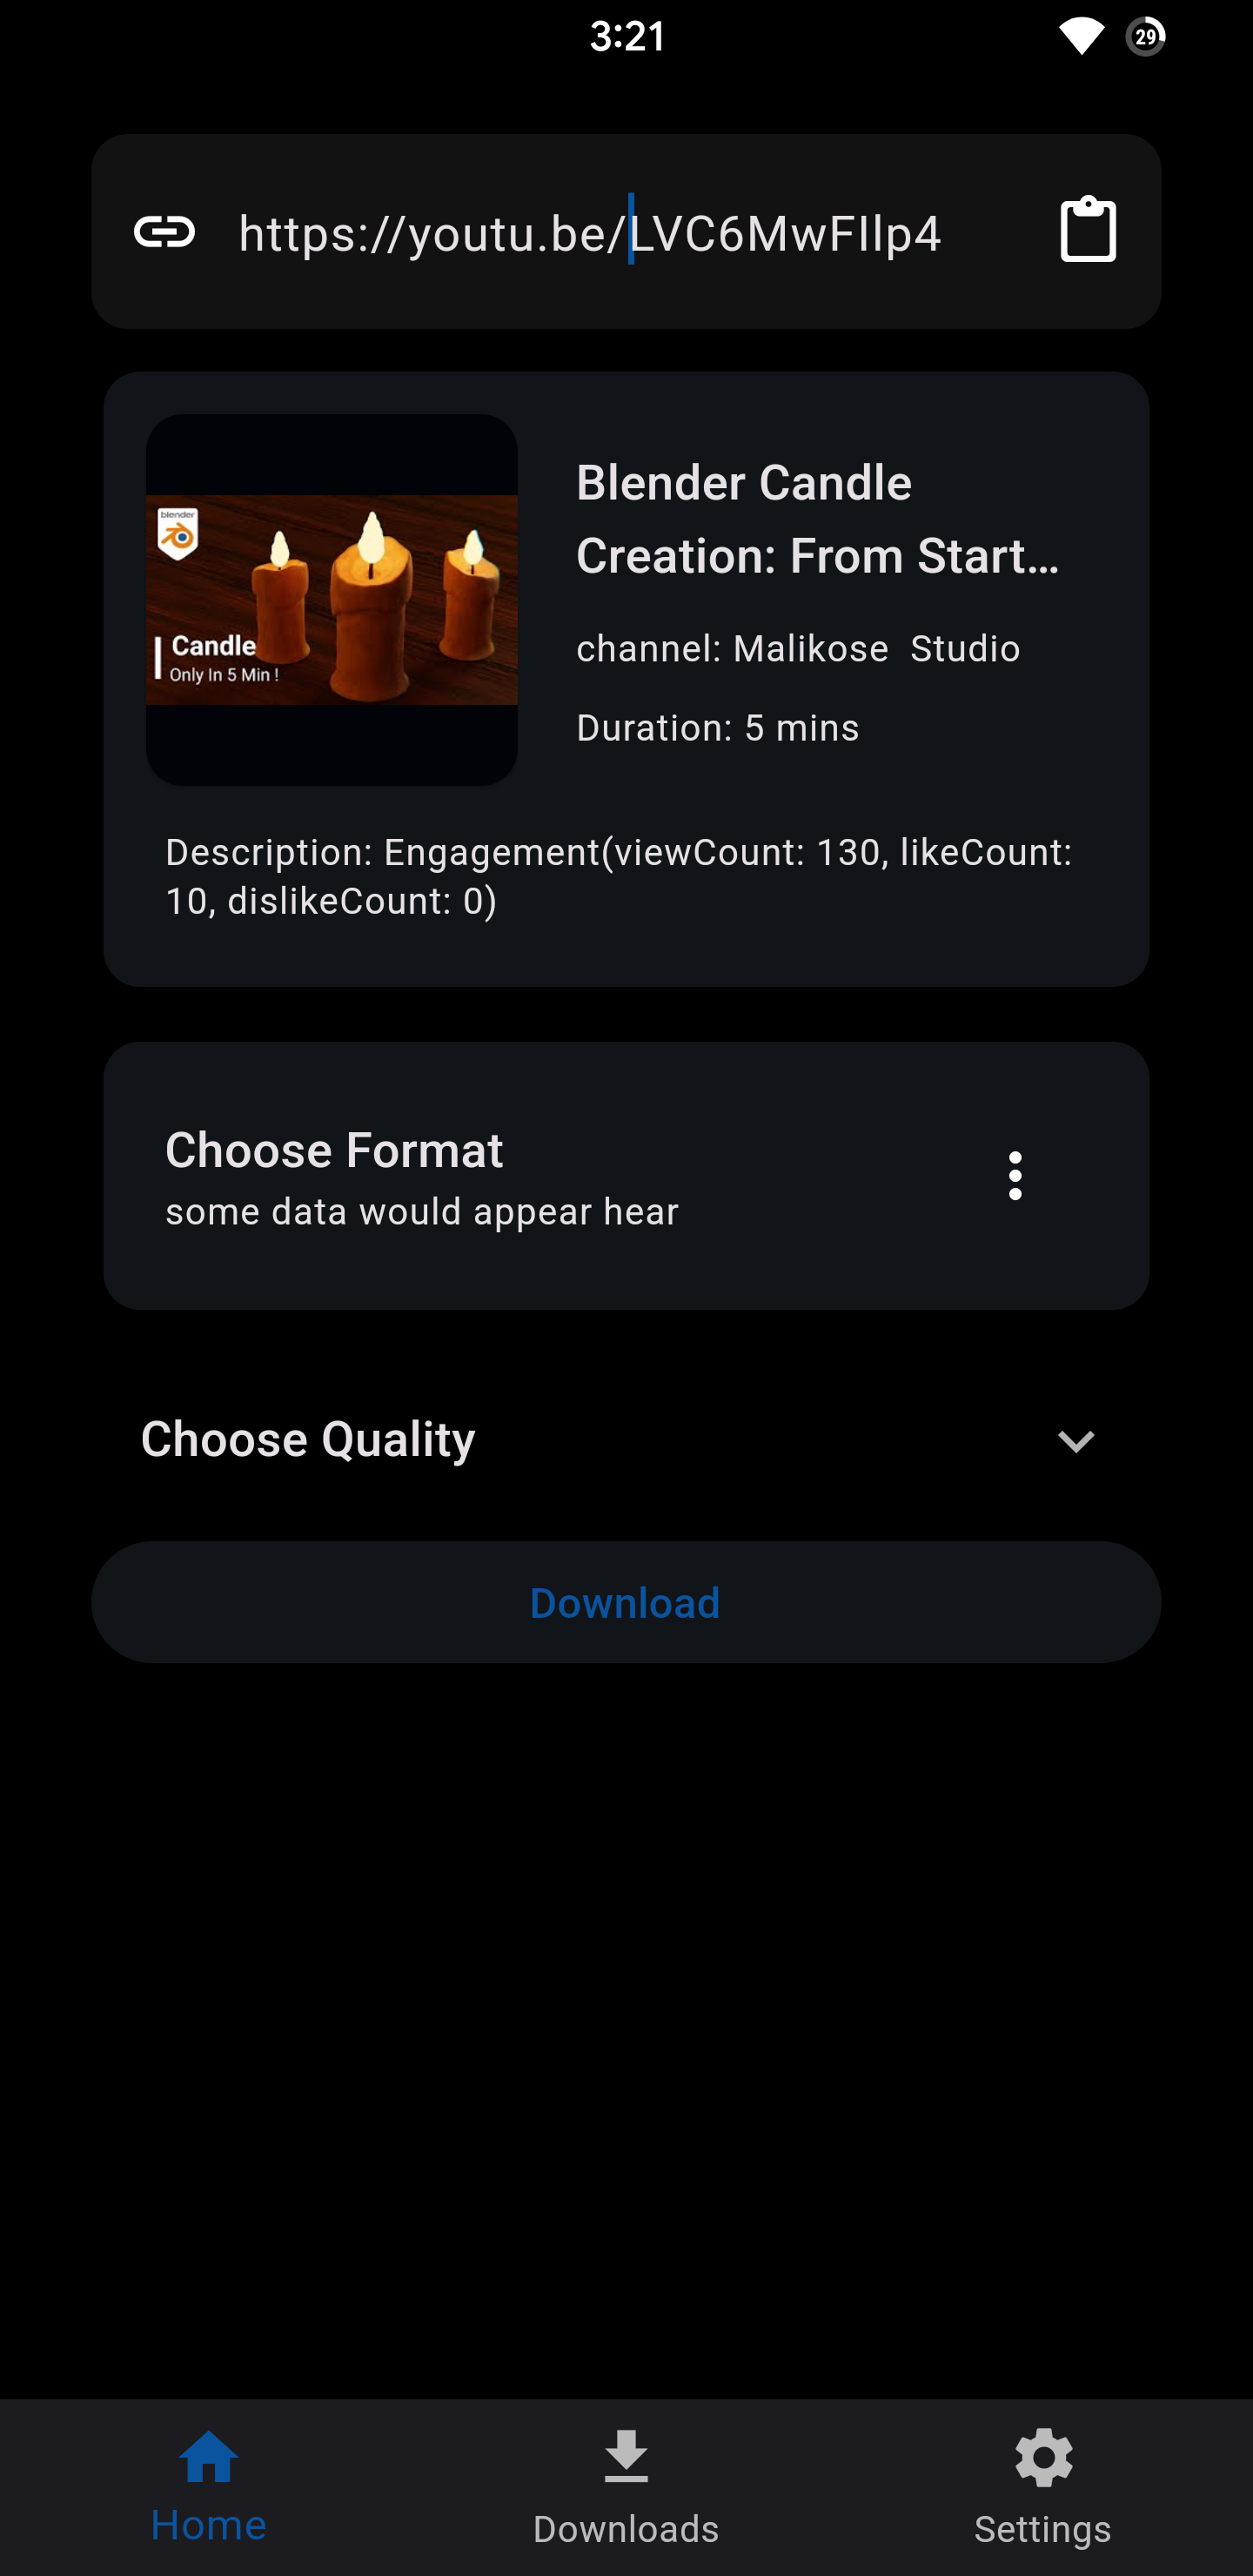 3:21
29
https://youtu.be/LVC6MwFIlp4
blender
Candle
Only In 5 Min !
Blender Candle
Creation: From Start...
channel: Malikose  Studio
Duration: 5 mins
Description: Engagement(viewCount: 130, likeCount:
10, dislikeCount: 0)
Choose Format
some data would appear hear
Choose Quality
Download
Home
Downloads
Settings